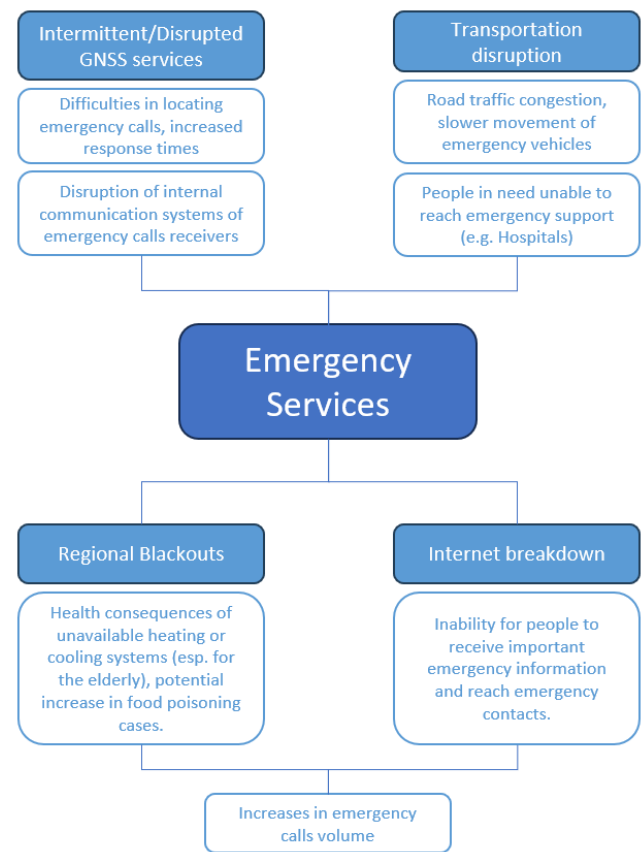 Intermittent/Disrupted
GNSS services
Difficulties in locating
emergency calls, increased
response times
Disruption of internal
communication systems of
emergency calls receivers
Transportation
disruption
Road traffic congestion,
slower movement of
emergency vehicles
People in need unable to
reach emergency support
(e.g. Hospitals)
Emergency
Services
Regional Blackouts
Health consequences of
unavailable heating or
cooling systems (esp. for
the elderly), potential
increase in food poisoning
cases.
Internet breakdown
Inability for people to
receive important
emergency information
and reach emergency
contacts.
Increases in emergency
calls volume